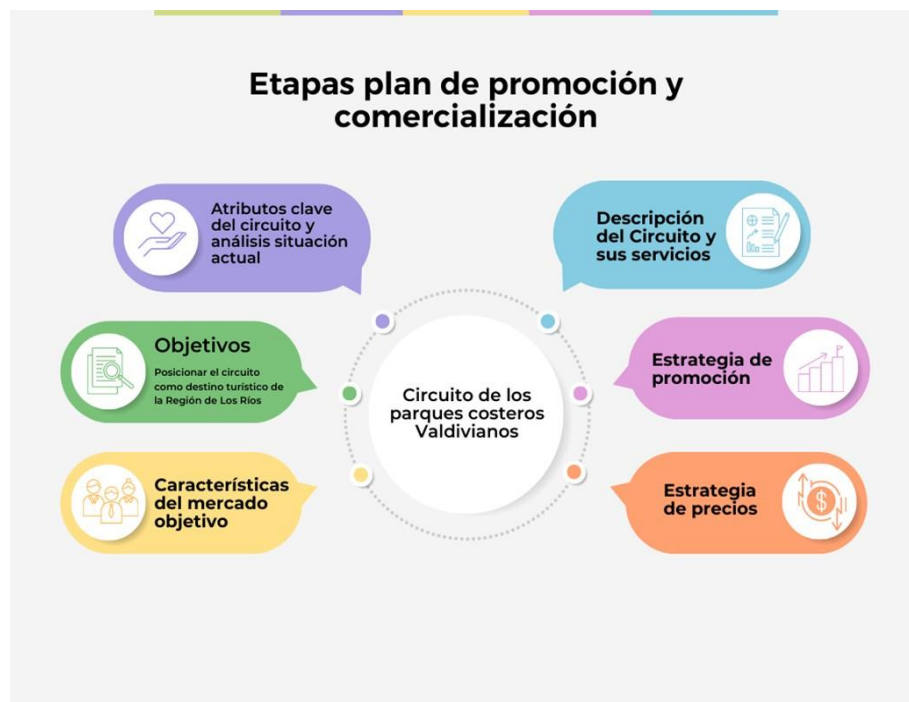 Etapas plan de promoción y
comercialización
Atributos clave
del circuito y
análisis situación
actual
Objetivos
Posicionar el circuito
como destino turístico de
la Región de Los Ríos
Características
del mercado
objetivo
Circuito de los
parques costeros
Valdivianos
Descripción
del Circuito y
sus servicios
Estrategia de
promoción
Estrategia
de precios
$